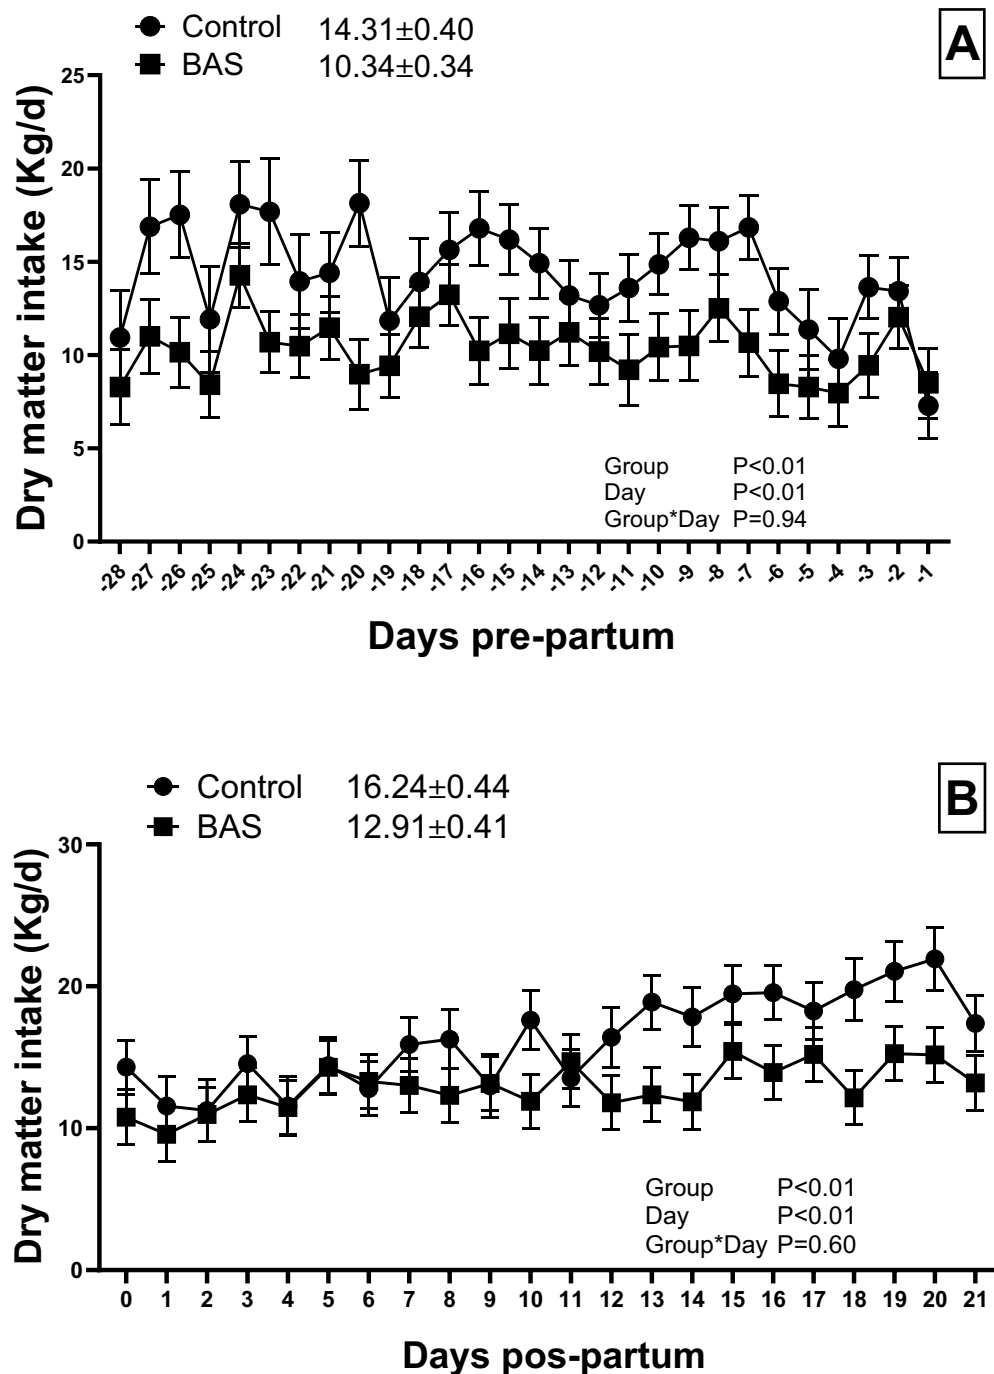 Control 14.31±0.40
BAS 10.34±0.34
A
Dry matter intake (Kg/d)
25
20
15
10
5
0
Group P<0.01
Day P<0.01
Group*Day P=0.94
-28 -27 -26 -25 -24 -23 -22 -21 -20 -19 -18 -17 -16 -15 -14 -13 -12 -11 -10 -9 -8 -7 -6 -5 -4 -3 -2 -1
Days pre-partum
Control 16.24±0.44
BAS 12.91±0.41
B
Dry matter intake (Kg/d)
30
20
10
0
Group P<0.01
Day P<0.01
Group*Day P=0.60
0 1 2 3 4 5 6 7 8 9 10 11 12 13 14 15 16 17 18 19 20 21
Days pos-partum